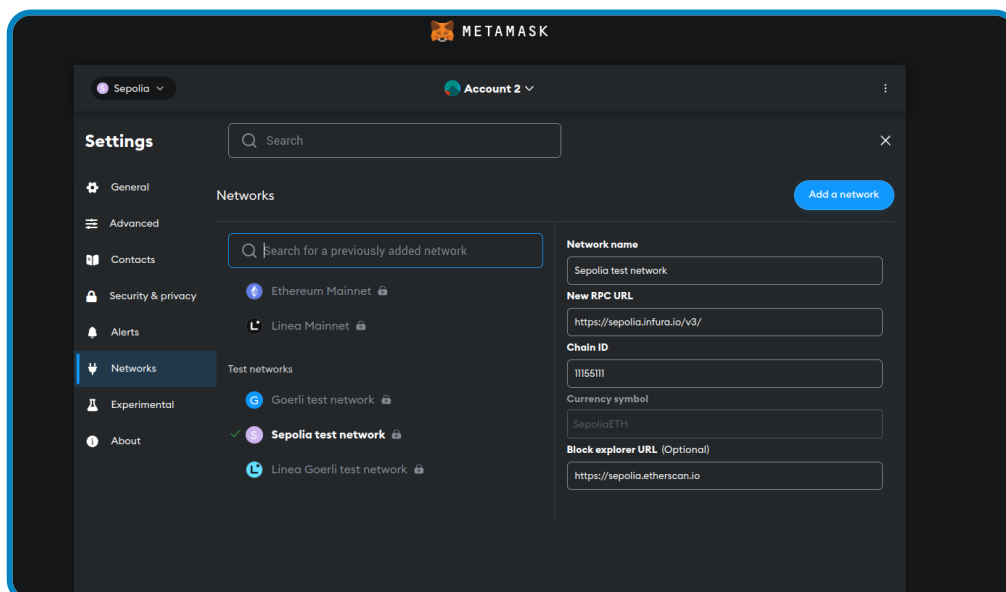 METAMASK
Sepolia
Account 2
Settings
Search
General
Networks
Add a network
Advanced
Contacts
Security & privacy
Alerts
Networks
Experimental
About
Search for a previously added network
Ethereum Mainnet
Linea Mainnet
Test networks
Goerli test network
Sepolia test network
Linea Goerli test network
Network name
Sepolia test network
New RPC URL
https://sepolia.infura.io/v3/
Chain ID
11155111
Currency symbol
SepoliaETH
Block explorer URL (Optional)
https://sepolia.etherscan.io